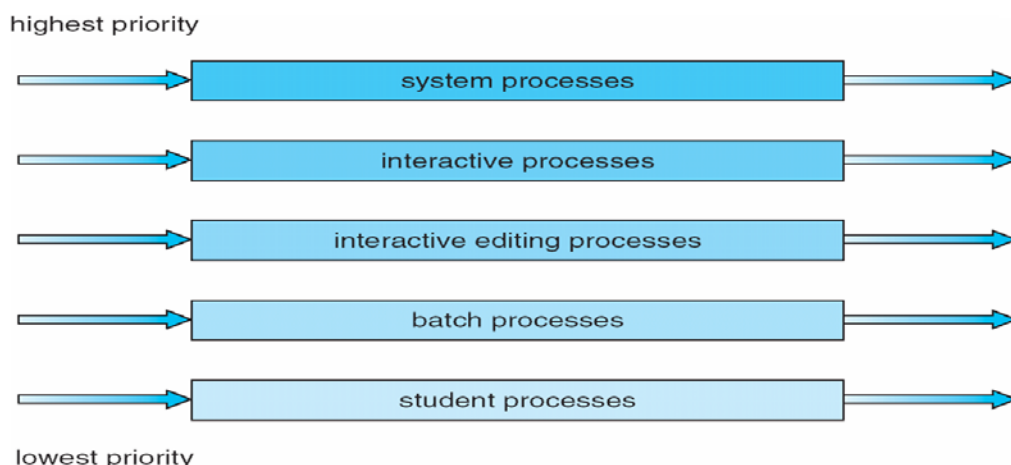 highest priority
system processes
interactive processes
interactive editing processes
batch processes
student processes
lowest priority